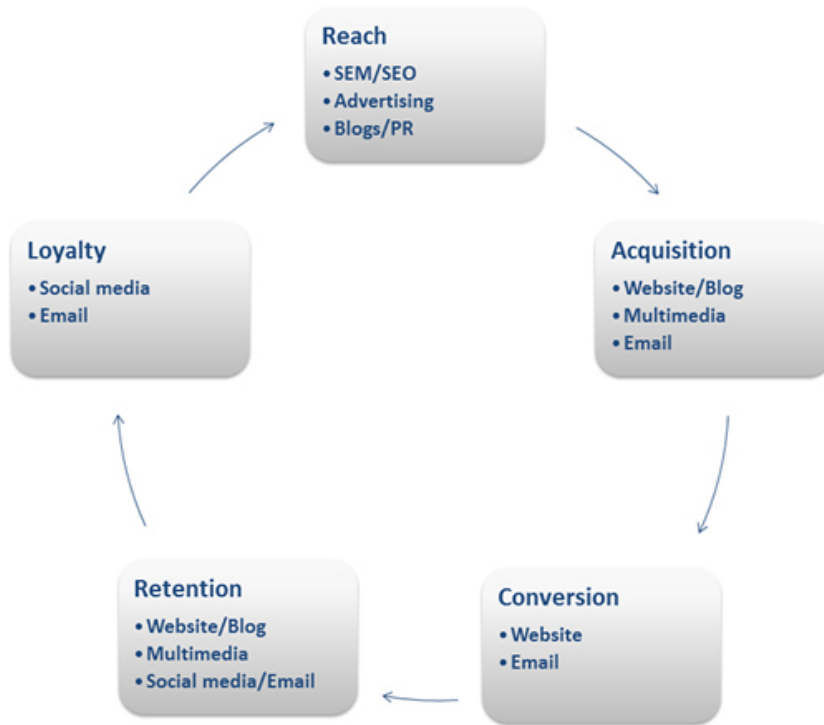 Reach
• SEM/SEO
• Advertising
• Blogs/PR
Acquisition
• Website/Blog
• Multimedia
• Email
Conversion
• Website
• Email
Retention
• Website/Blog
• Multimedia
• Social media/Email
Loyalty
• Social media
• Email